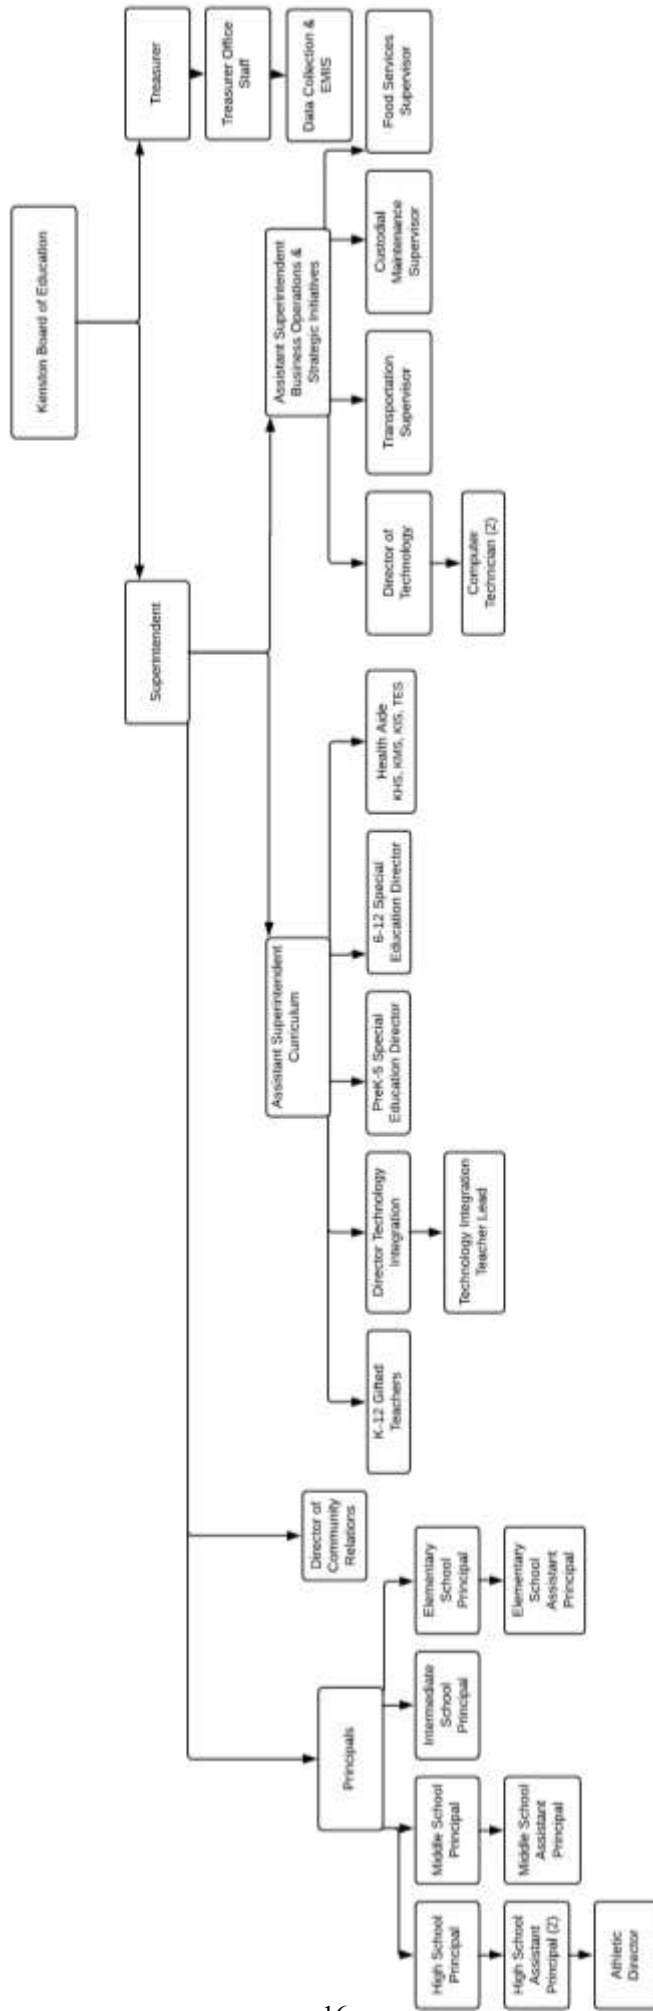 Kenston Board of Education
Superintendent
Treasurer
Treasurer Office
Staff
Data Collection &
EMIS
Assistant Superintendent
Curriculum
Assistant Superintendent
Business Operations &
Strategic Initiatives
Principals
Director of
Community
Relations
K-12 Gifted
Teachers
Director Technology
Integration
PreK-5 Special
Education Director
6-12 Special
Education Director
Health Aide
KHS, KMS, KIS, TES
Director of
Technology
Transportation
Supervisor
Custodial
Maintenance
Supervisor
Food Services
Supervisor
Technology Integration
Teacher Lead
Computer
Technician (2)
High School
Principal
Middle School
Principal
Intermediate
School
Principal
Elementary
School
Principal
High School
Assistant
Principal (2)
Middle School
Assistant
Principal
Elementary
School
Assistant
Principal
Athletic
Director
16